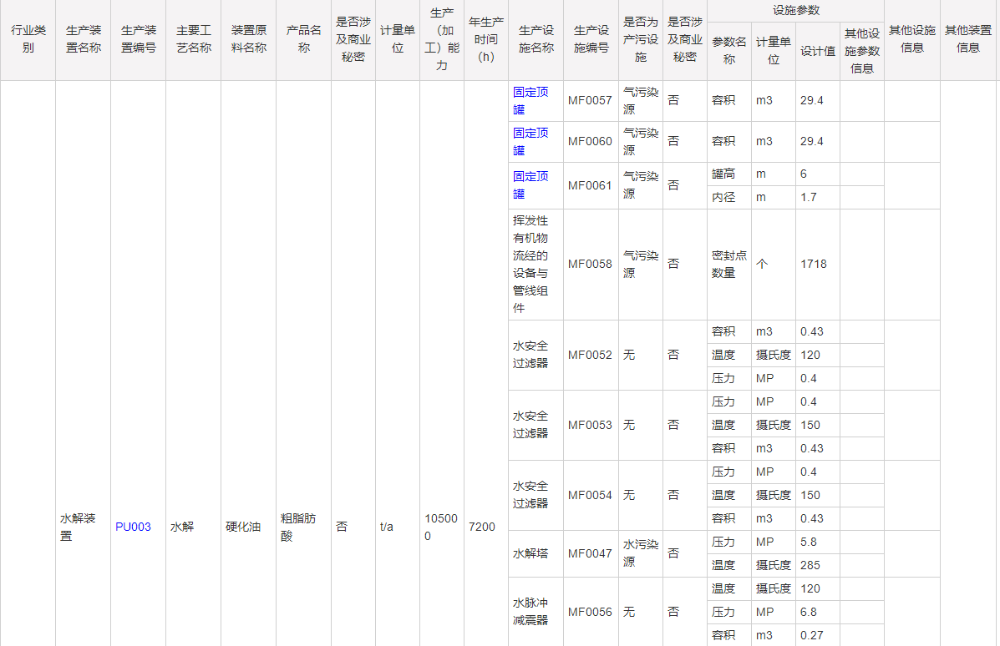 行业类别
生产装置名称
生产装置编号
主要工艺名称
装置原料名称
产品名称
是否涉及商业秘密
计量单位
生产（加工）能力
年生产时间（h）
生产设施名称
生产设施编号
是否为产污设施
是否涉及商业秘密
设施参数
参数名称
计量单位
设计值
其他设施参数信息
其他设施信息
其他装置信息
固定顶罐 MF0057 气污染源 否 容积 m3 29.4
固定顶罐 MF0060 气污染源 否 容积 m3 29.4
固定顶罐 MF0061 气污染源 否 罐高 m 6
内径 m 1.7
挥发性有机物流经的设备与管线组件 MF0058 气污染源 否 密封点数量 个 1718
水安全过滤器 MF0052 无 否 容积 m3 0.43
温度 摄氏度 120
压力 MP 0.4
水安全过滤器 MF0053 无 否 压力 MP 0.4
温度 摄氏度 150
容积 m3 0.43
水安全过滤器 MF0054 无 否 压力 MP 0.4
温度 摄氏度 150
容积 m3 0.43
水解装置 PU003 水解 硬化油 粗脂肪酸 否 t/a 105000 7200
水解塔 MF0047 水污染源 否 压力 MP 5.8
温度 摄氏度 285
水脉冲减震器 MF0056 无 否 温度 摄氏度 120
压力 MP 6.8
容积 m3 0.27